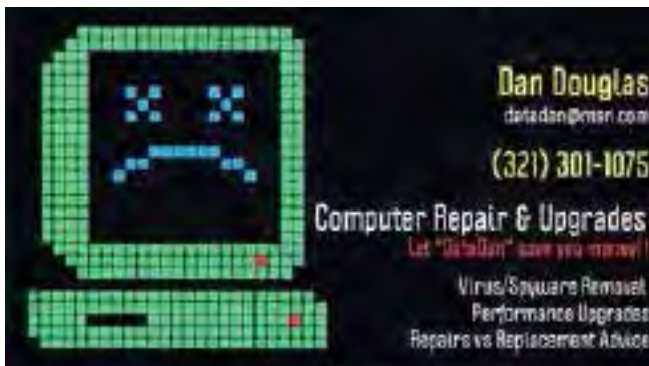 Dan Douglas
datadan@msn.com
(321) 301-1075
Computer Repair & Upgrades
Let "DataDan" save you money!!
Virus/Spyware Removal
Performance Upgrades
Repairs vs Replacement Advice